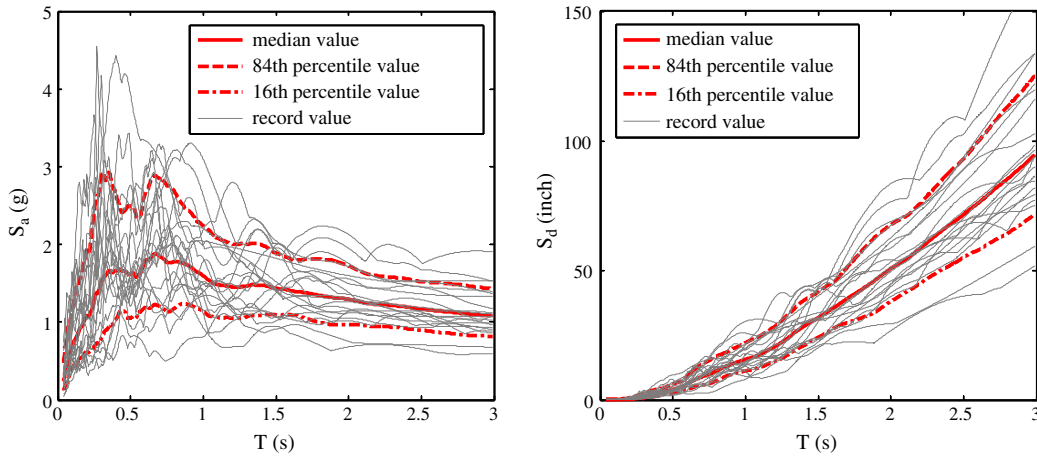 5
4
3
2
1
0
S_a (g)
0
0.5
1
1.5
2
2.5
3
T (s)
median value
84th percentile value
16th percentile value
record value
150
100
50
0
S_d (inch)
0
0.5
1
1.5
2
2.5
3
T (s)
median value
84th percentile value
16th percentile value
record value